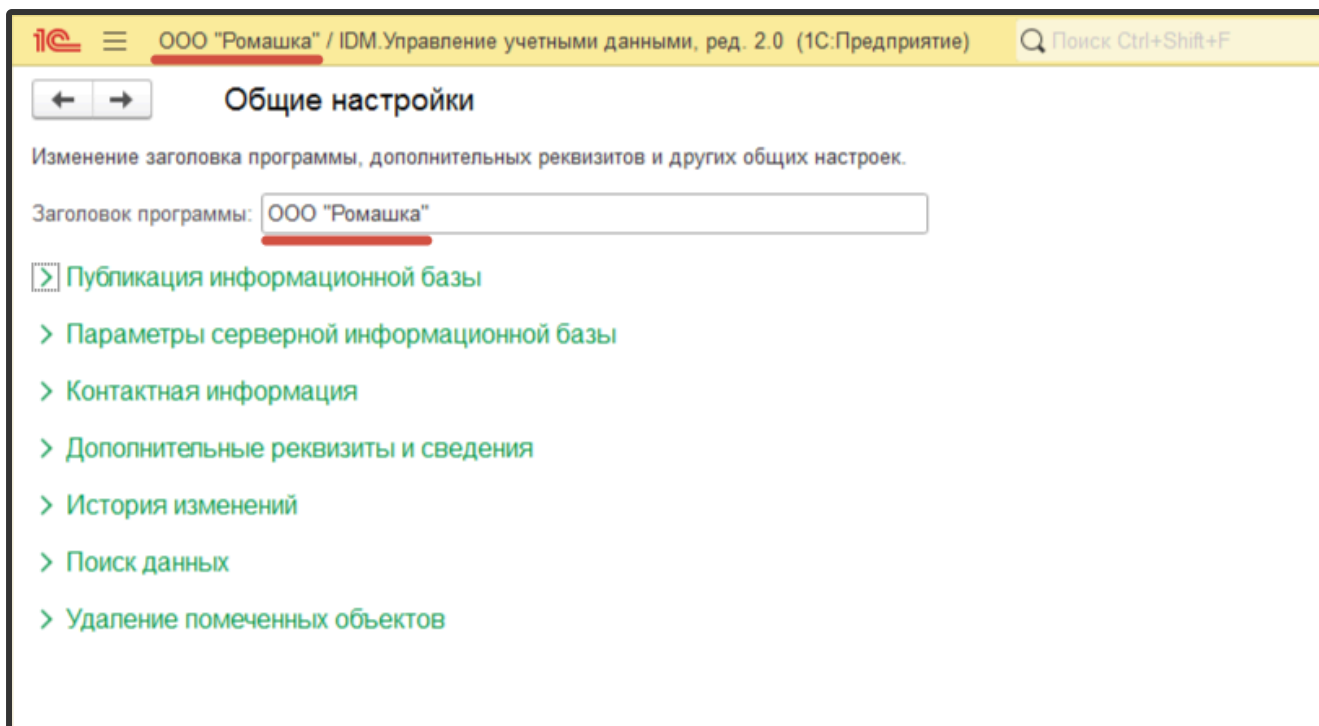 1С ООО "Ромашка" / IDM.Управление учетными данными, ред. 2.0 (1С:Предприятие) Поиск Ctrl+Shift+F
Общие настройки
Изменение заголовка программы, дополнительных реквизитов и других общих настроек.
Заголовок программы: ООО "Ромашка"
Публикация информационной базы
Параметры серверной информационной базы
Контактная информация
Дополнительные реквизиты и сведения
История изменений
Поиск данных
Удаление помеченных объектов